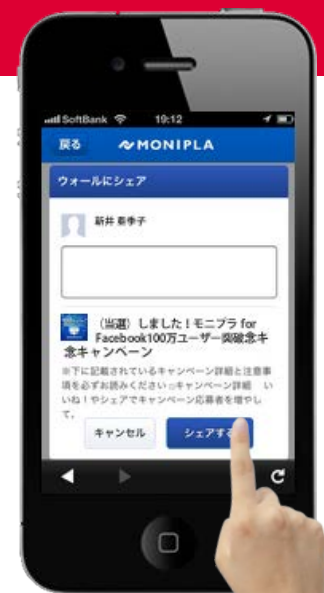 SoftBank 19:12
戻る MONIPLA
ウォールにシェア
新井 亜季子
(当選)しました!モニプラ for
Facebook100万ユーザー突破念キ
念キャンペーン
※下に記載されているキャンペーン詳細と注意事
項を必ずお読みください□キャンペーン詳細 い
いね!やシェアでキャンペーン応募者を増やし
て、
キャンセル シェアする